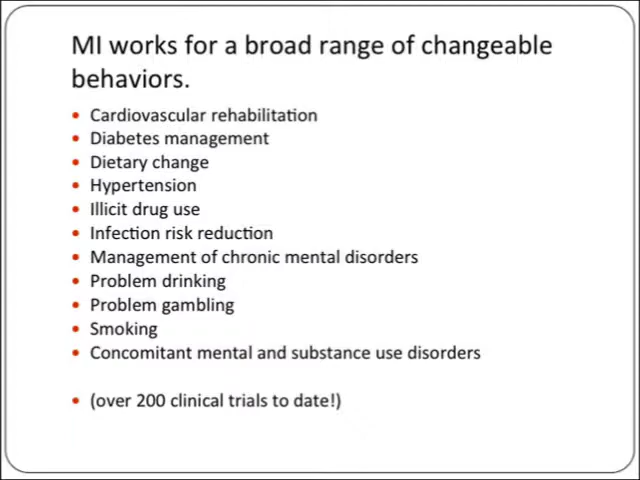 MI works for a broad range of changeable
behaviors.
• Cardiovascular rehabilitation
• Diabetes management
• Dietary change
• Hypertension
• Illicit drug use
• Infection risk reduction
• Management of chronic mental disorders
• Problem drinking
• Problem gambling
• Smoking
• Concomitant mental and substance use disorders
• (over 200 clinical trials to date!)